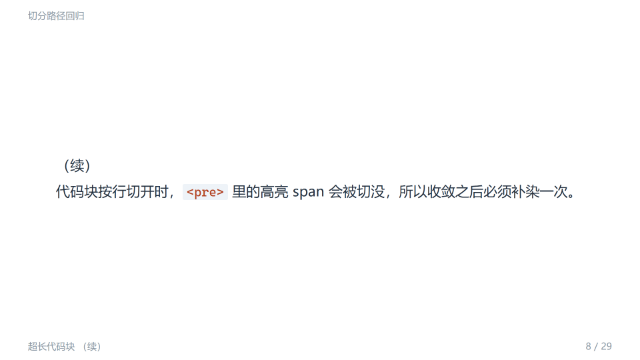 切分路径回归
（续）
代码块按行切开时，<pre> 里的高亮 span 会被切没，所以收敛之后必须补染一次。
超长代码块 （续）
8 / 29